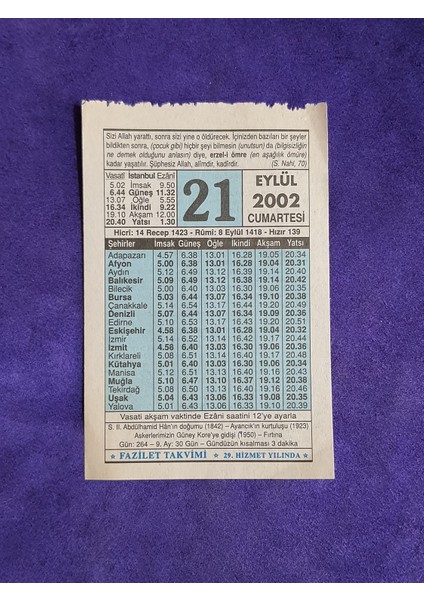 Sizi Allah yarattı, sonra sizi yine o öldürecek. İçinizden bazıları bir şeyler
bildikten sonra, (çocuk gibi) hiçbir şeyi bilmesin (unutsun) da (bilgisizliğin
ne demek olduğunu anlasın) diye, erzel-i ömre (en aşağılık ömüre)
kadar yaşatılır. Şüphesiz Allah, alîmdir, kadîrdir. (S. Nahl, 70)
Vasatî İstanbul Ezânî
5.02 İmsak 9.50
6.44 Güneş 11.32
13.07 Öğle 5.55
16.34 İkindi 9.22
19.10 Akşam 12.00
20.40 Yatsı 1.30
21
EYLÜL
2002
CUMARTESİ
Hicrî: 14 Recep 1423 - Rûmî: 8 Eylül 1418 - Hızır 139
Şehirler İmsak Güneş Öğle İkindi Akşam Yatsı
Adapazarı 4.57 6.38 13.01 16.28 19.05 20.34
Afyon 5.00 6.38 13.01 16.28 19.04 20.31
Aydın 5.12 6.49 13.12 16.39 19.14 20.40
Balıkesir 5.09 6.49 13.12 16.38 19.14 20.42
Bilecik 5.00 6.40 13.03 16.30 19.06 20.36
Bursa 5.03 6.44 13.07 16.34 19.10 20.38
Çanakkale 5.14 6.54 13.17 16.43 19.19 20.49
Denizli 5.07 6.44 13.07 16.34 19.09 20.36
Edirne 5.10 6.53 13.17 16.43 19.20 20.51
Eskişehir 4.58 6.38 13.01 16.28 19.04 20.32
İzmir 5.14 6.52 13.14 16.42 19.17 20.44
İzmit 4.58 6.40 13.03 16.30 19.06 20.36
Kırklareli 5.08 6.51 13.14 16.40 19.17 20.48
Kütahya 5.01 6.40 13.03 16.30 19.06 20.34
Manisa 5.12 6.51 13.13 16.40 19.16 20.43
Muğla 5.10 6.47 13.10 16.37 19.12 20.38
Tekirdağ 5.08 6.50 13.13 16.39 19.16 20.46
Uşak 5.04 6.43 13.06 16.33 19.08 20.35
Yalova 5.01 6.43 13.06 16.33 19.10 20.39
Vasati akşam vaktinde Ezâni saatini 12'ye ayarla
S. II. Abdülhamid Hân'ın doğumu (1842) – Ayancık'ın kurtuluşu (1923)
Askerlerimizin Güney Kore'ye gidişi (1950) – Fırtına
Gün: 264 – 9. Ay: 30 Gün – Gündüzün kısalması 3 dakika
★ FAZİLET TAKVİMİ ★ 29. HİZMET YILINDA ★